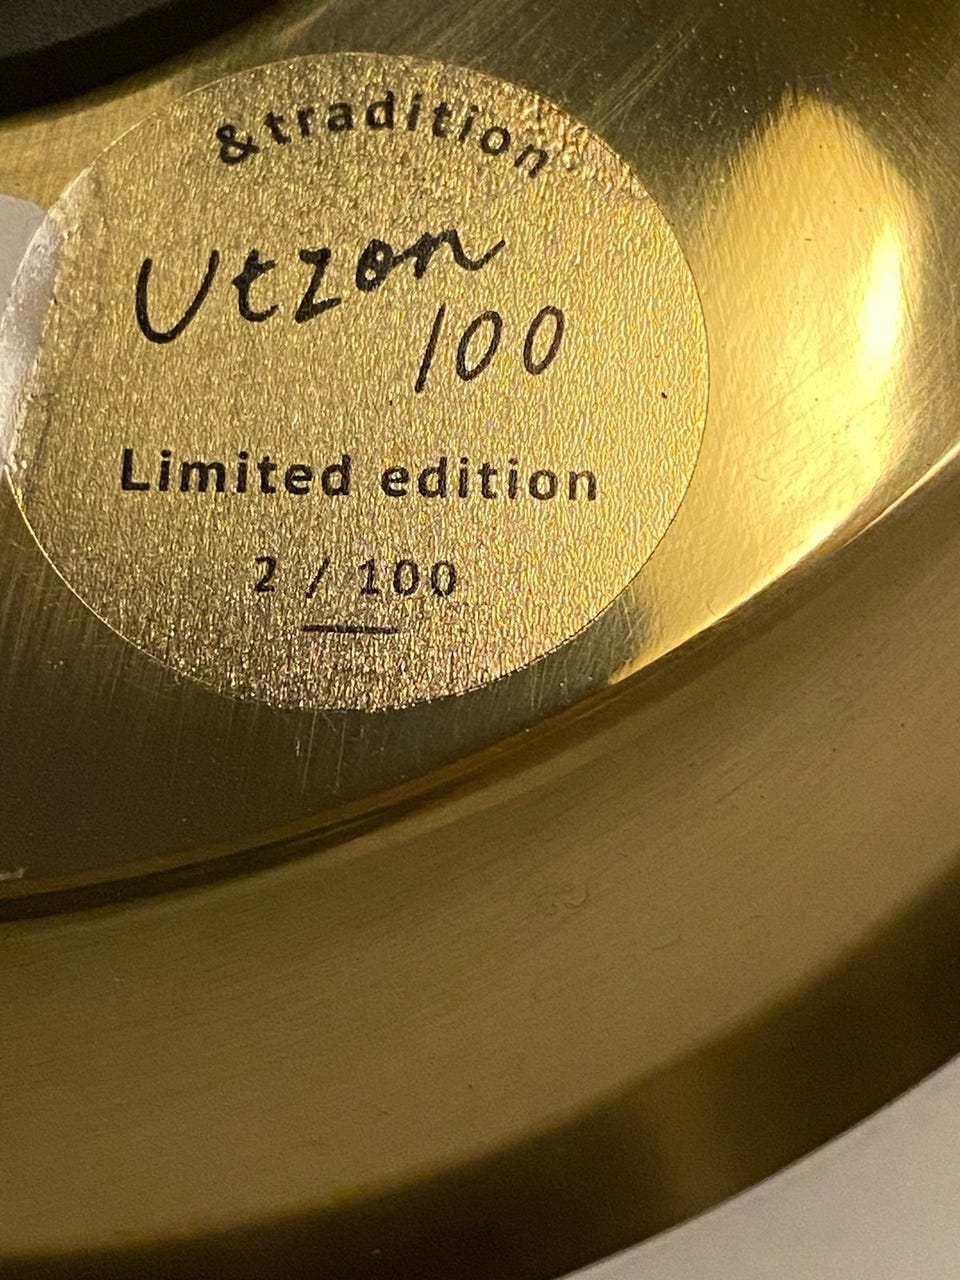 &tradition
Utzon
100
Limited edition
2 / 100